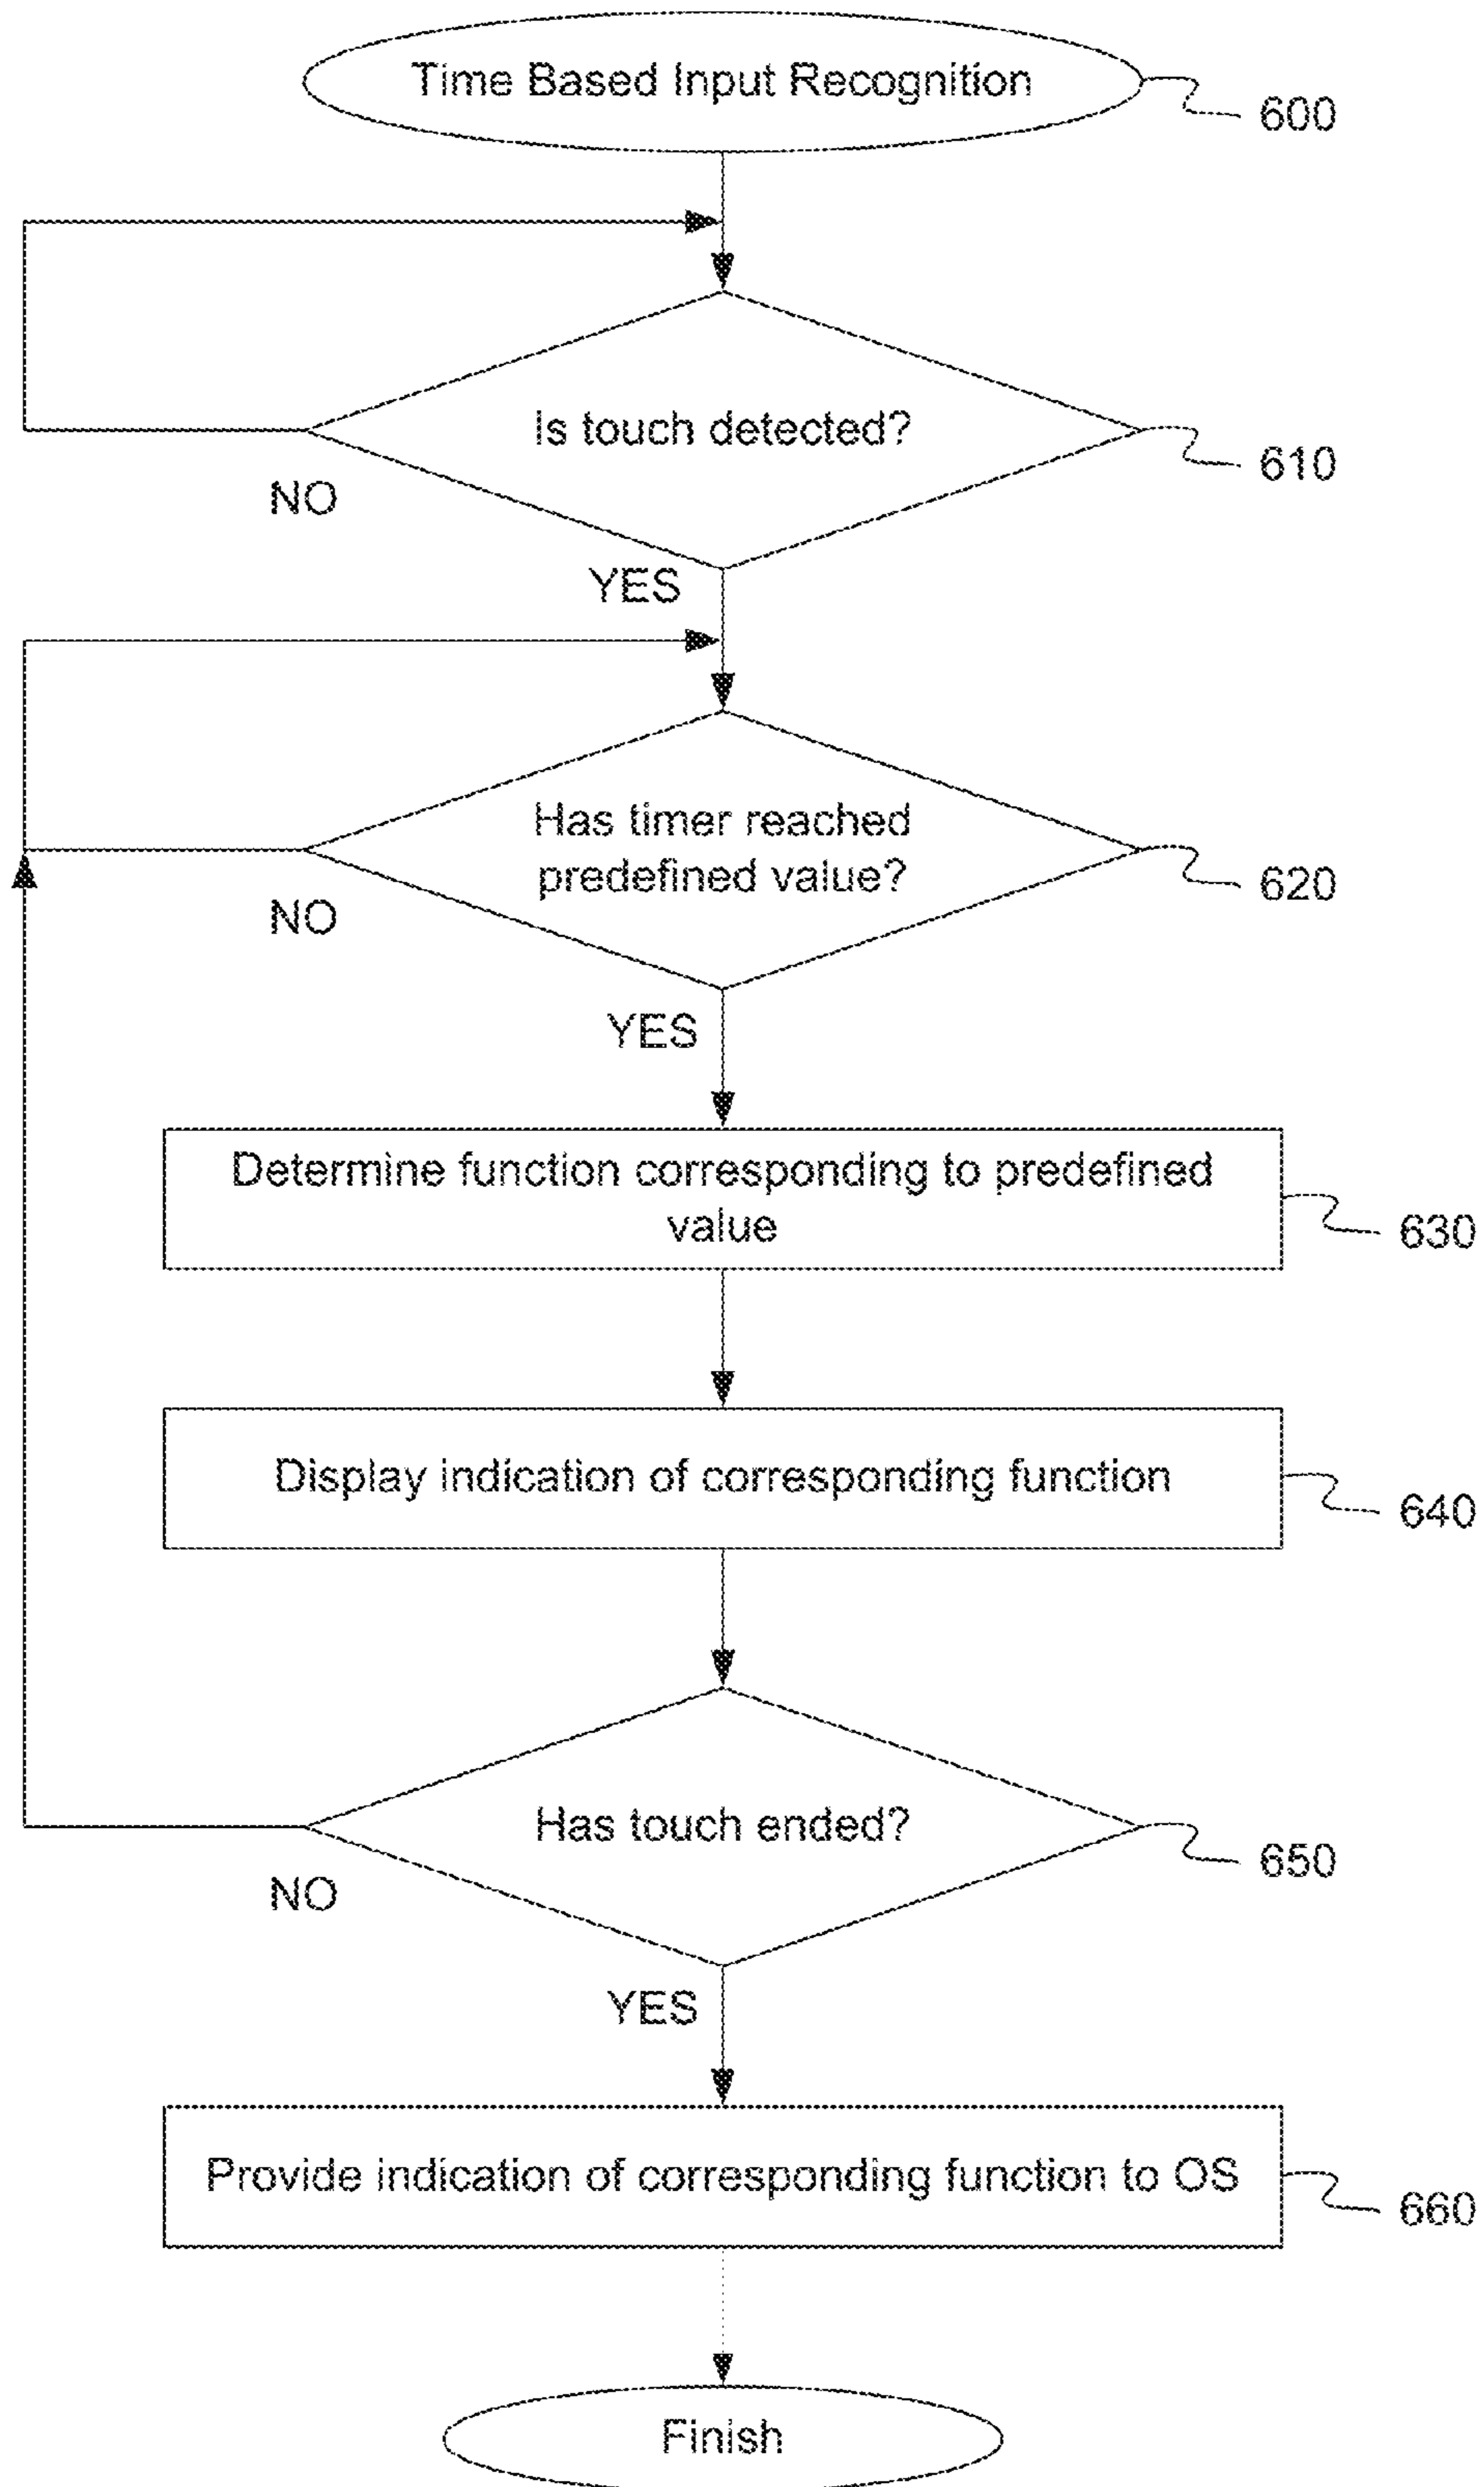 Time Based Input Recognition
600
Is touch detected?
610
NO
YES
Has timer reached
predefined value?
620
NO
YES
Determine function corresponding to predefined
value
630
Display indication of corresponding function
640
Has touch ended?
650
NO
YES
Provide indication of corresponding function to OS
660
Finish